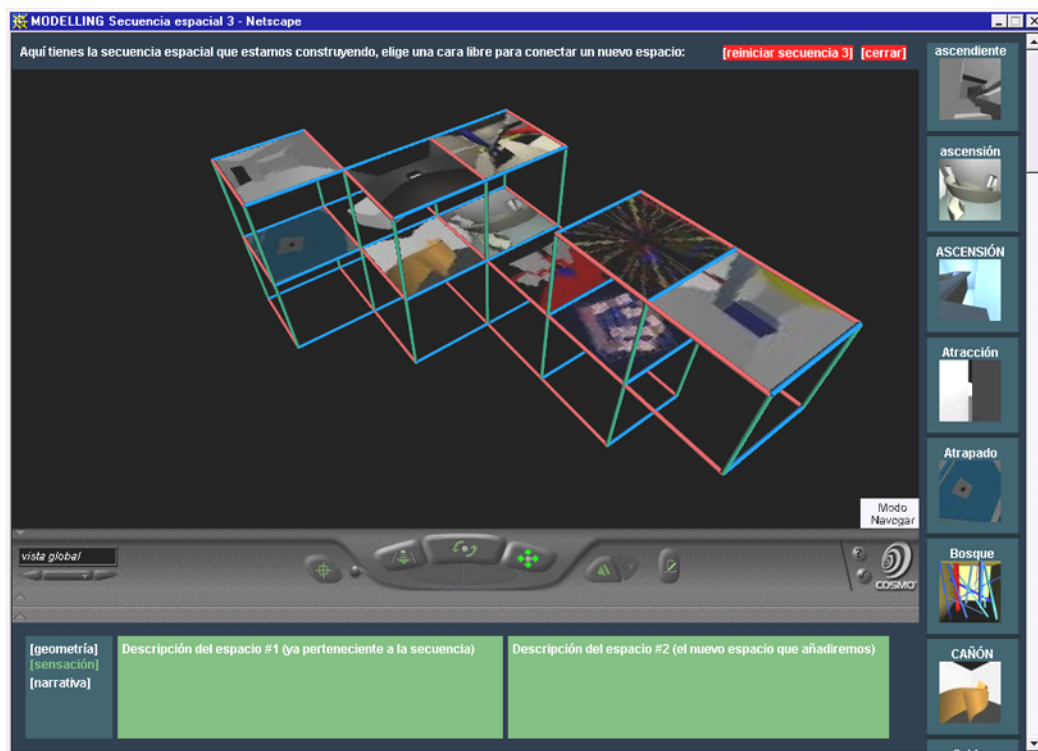 MODELLING Secuencia espacial 3 - Netscape
Aquí tienes la secuencia espacial que estamos construyendo, elige una cara libre para conectar un nuevo espacio:
[reiniciar secuencia 3] [cerrar]
ascendiente
ascensión
ASCENSIÓN
Atracción
Atrapado
Bosque
CAÑÓN
Modo
Navegar
vista global
COSMO
[geometría]
[sensación]
[narrativa]
Descripción del espacio #1 (ya perteneciente a la secuencia)
Descripción del espacio #2 (el nuevo espacio que añadiremos)